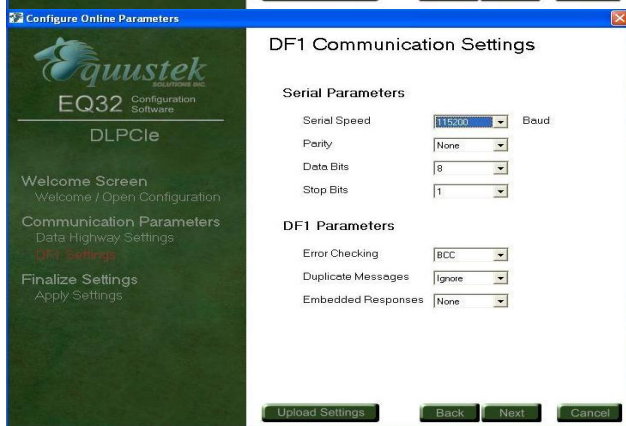 Configure Online Parameters
Equustek
SOLUTIONS INC.
EQ32 Configuration Software
DLPCIe
Welcome Screen
Welcome / Open Configuration
Communication Parameters
Data Highway Settings
DF1 Settings
Finalize Settings
Apply Settings
DF1 Communication Settings
Serial Parameters
Serial Speed 115200 Baud
Parity None
Data Bits 8
Stop Bits 1
DF1 Parameters
Error Checking BCC
Duplicate Messages Ignore
Embedded Responses None
Upload Settings Back Next Cancel